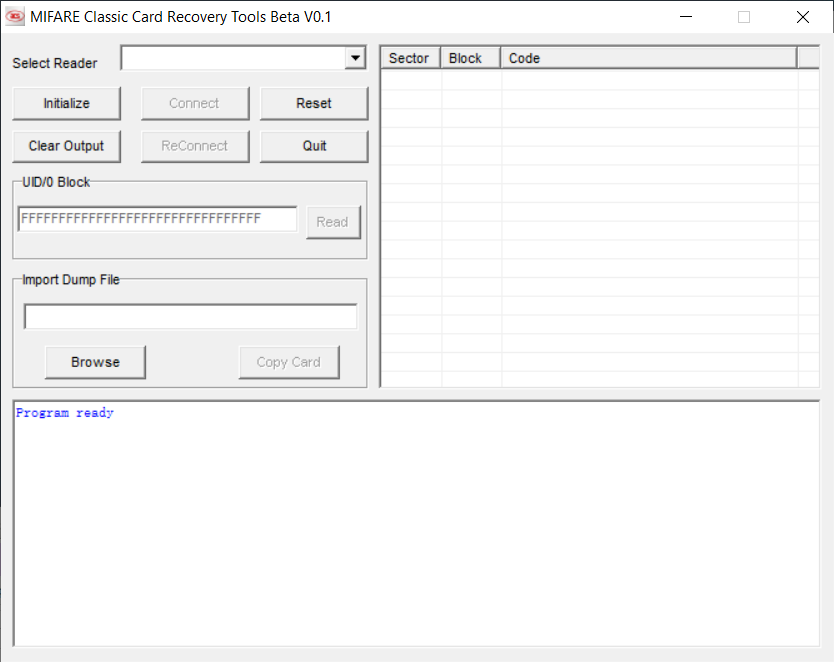 MIFARE Classic Card Recovery Tools Beta V0.1
Select Reader
Initialize
Connect
Reset
Clear Output
ReConnect
Quit
UID/0 Block
FFFFFFFFFFFFFFFFFFFFFFFFFFFFFFFF
Read
Import Dump File
Browse
Copy Card
Sector Block Code
Program ready